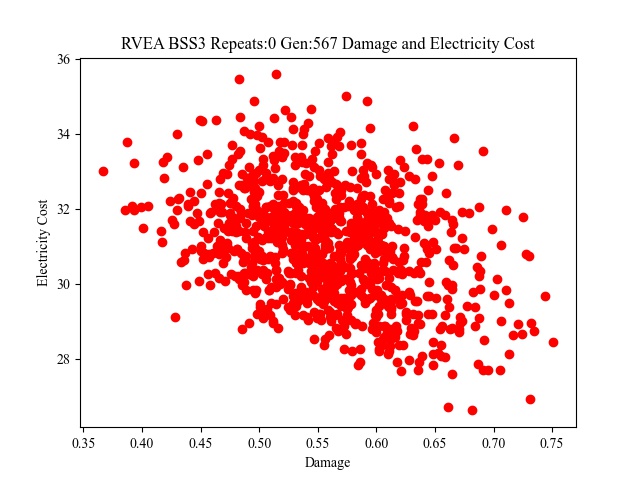 RVEA BSS3 Repeats:0 Gen:567 Damage and Electricity Cost
36
34
32
30
28
Electricity Cost
0.35 0.40 0.45 0.50 0.55 0.60 0.65 0.70 0.75
Damage